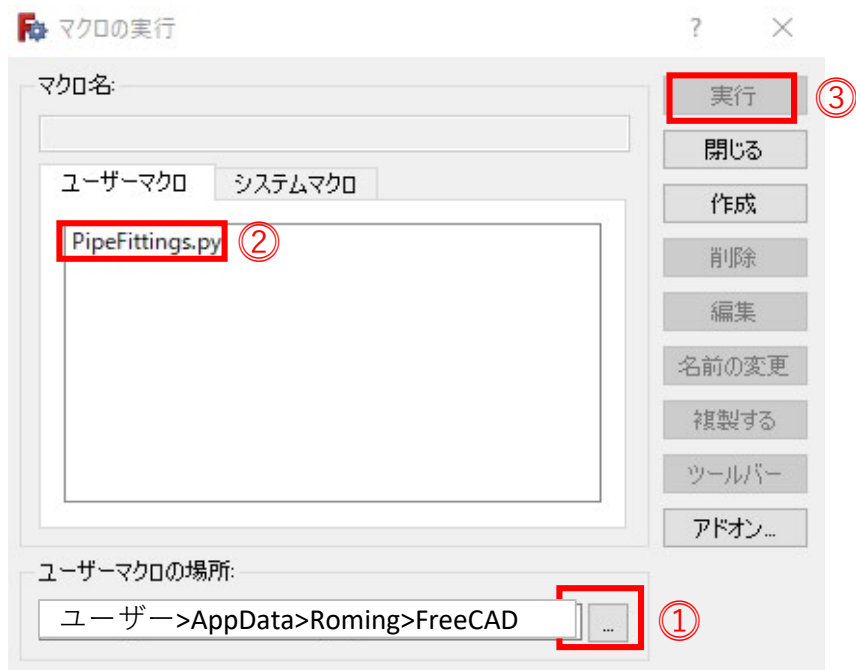 マクロの実行
?
×
マクロ名:
実行
③
閉じる
ユーザーマクロ
システムマクロ
作成
PipeFittings.py
②
削除
編集
名前の変更
複製する
ツールバー
アドオン...
ユーザーマクロの場所:
ユーザー>AppData>Roming>FreeCAD
...
①